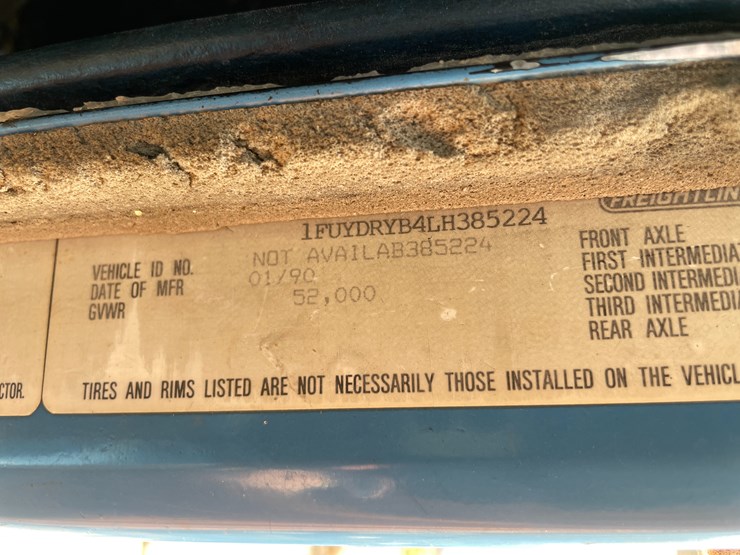 FREIGHTLIN
1FUYDRYB4LH385224
VEHICLE ID NO. NOT AVAILAB385224
DATE OF MFR 01/90
GVWR 52,000
FRONT AXLE
FIRST INTERMEDIA
SECOND INTERMEDI
THIRD INTERMEDIA
REAR AXLE
CTOR.
TIRES AND RIMS LISTED ARE NOT NECESSARILY THOSE INSTALLED ON THE VEHICL